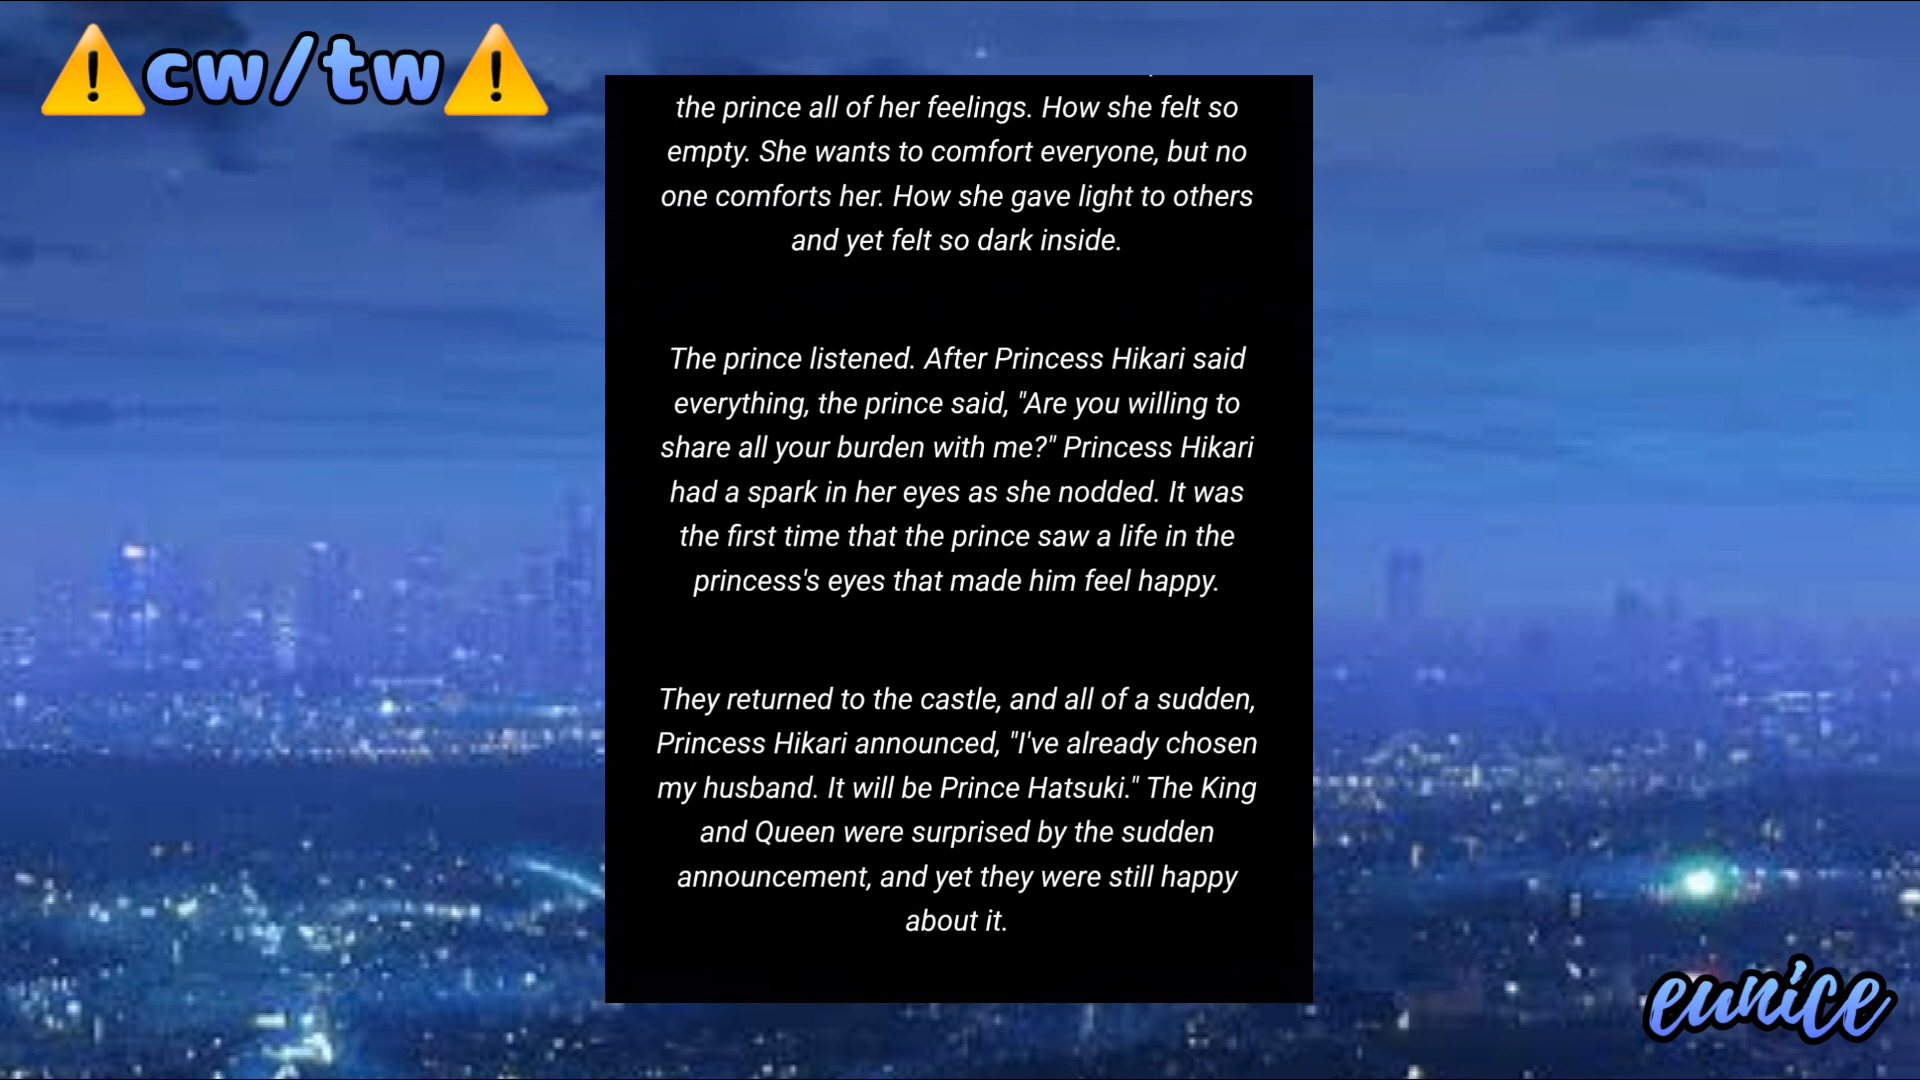 ⚠️cw/tw⚠️
the prince all of her feelings. How she felt so
empty. She wants to comfort everyone, but no
one comforts her. How she gave light to others
and yet felt so dark inside.
The prince listened. After Princess Hikari said
everything, the prince said, "Are you willing to
share all your burden with me?" Princess Hikari
had a spark in her eyes as she nodded. It was
the first time that the prince saw a life in the
princess's eyes that made him feel happy.
They returned to the castle, and all of a sudden,
Princess Hikari announced, "I've already chosen
my husband. It will be Prince Hatsuki." The King
and Queen were surprised by the sudden
announcement, and yet they were still happy
about it.
eunice